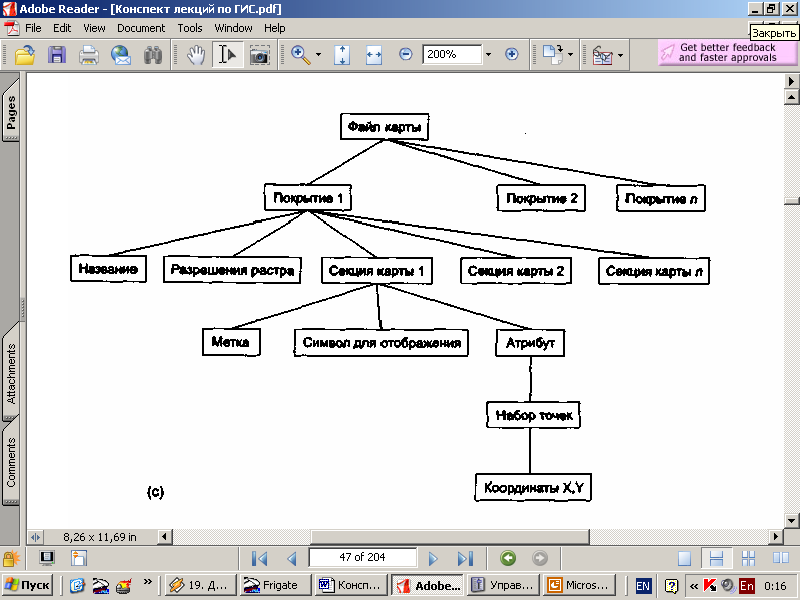 Adobe Reader - [Конспект лекций по ГИС.pdf]
File Edit View Document Tools Window Help
Закрыть
200%
Get better feedback
and faster approvals
Pages
Attachments
Comments
Файл карты
Покрытие 1
Покрытие 2
Покрытие n
Название
Разрешения растра
Секция карты 1
Секция карты 2
Секция карты n
Метка
Символ для отображения
Атрибут
Набор точек
Координаты X,Y
(c)
8,26 x 11,69 in
47 of 204
Пуск
»
19. Д...
Frigate
Консп...
Adobe...
Управ...
Micros...
EN
«
En
0:16